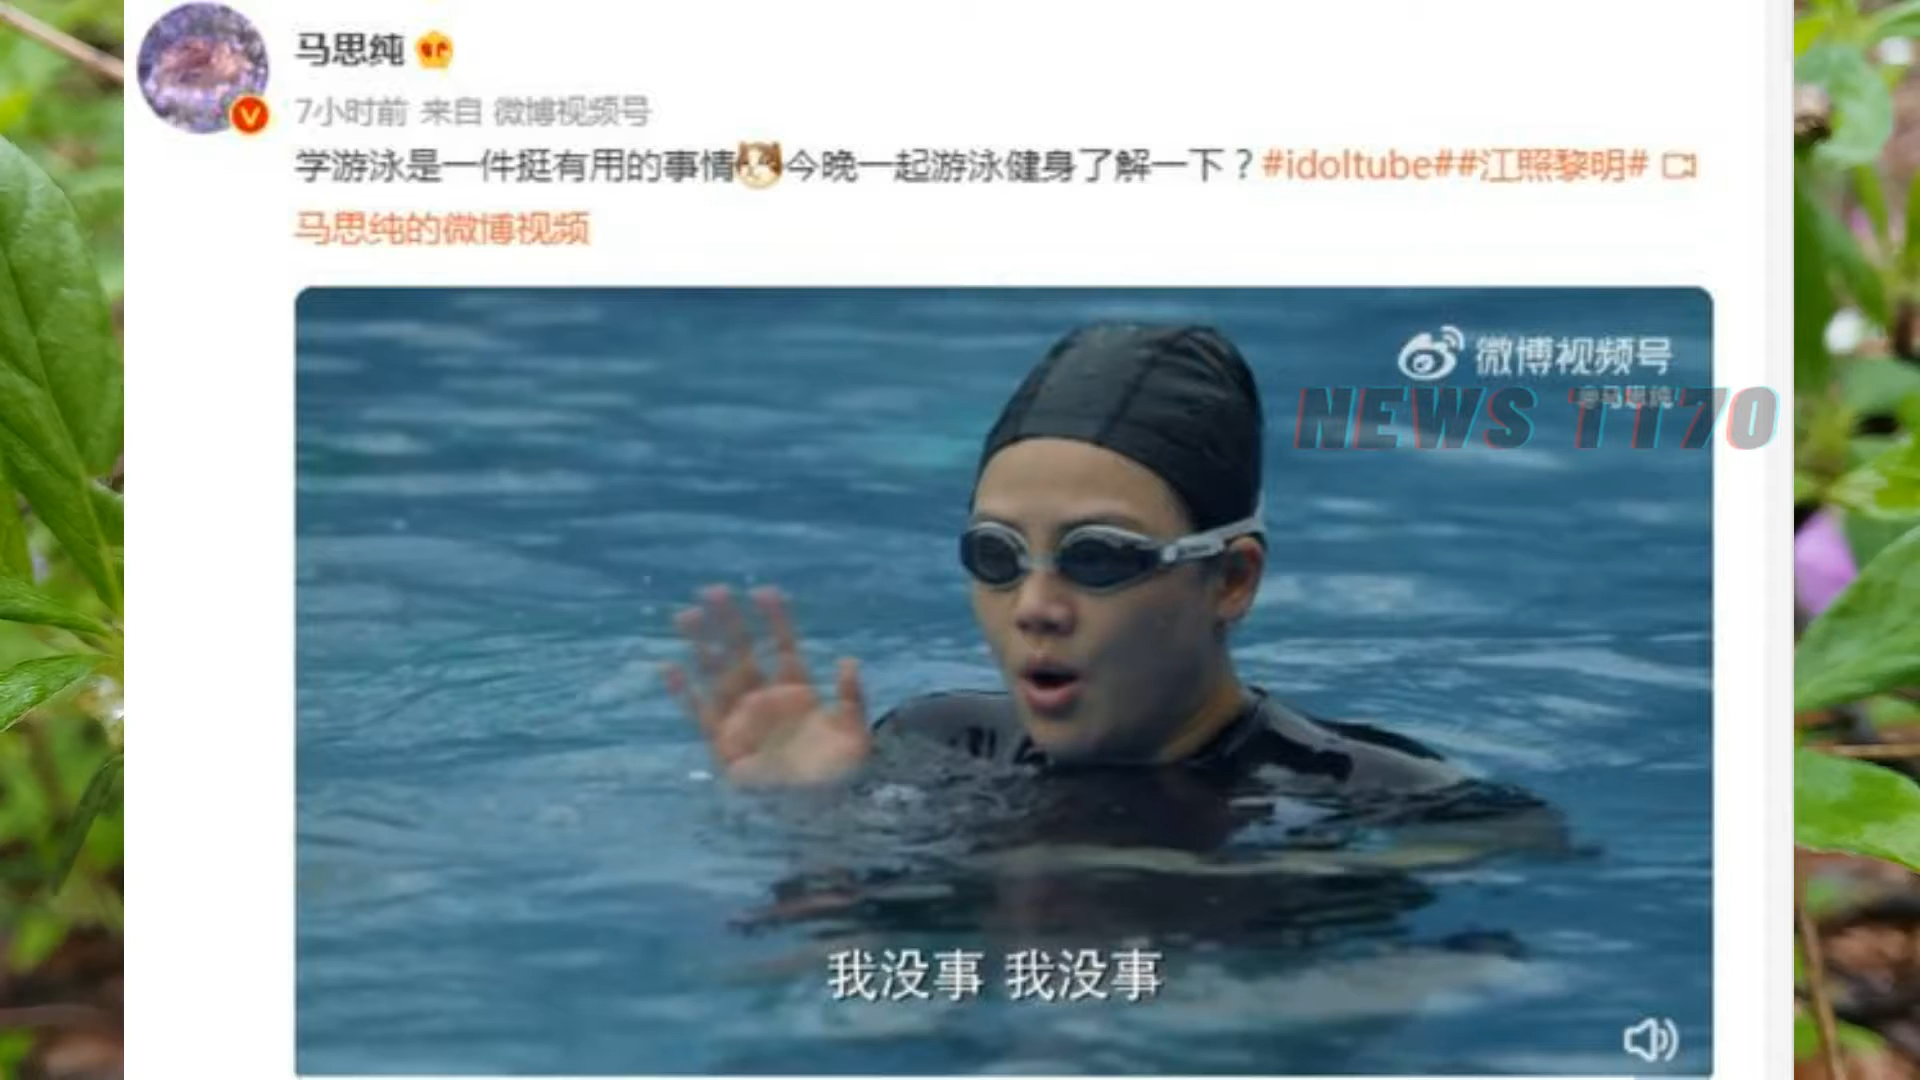 马思纯
7小时前 来自 微博视频号
学游泳是一件挺有用的事情今晚一起游泳健身了解一下？#idoltube##江照黎明#
马思纯的微博视频
微博视频号
@马思纯
NEWS 1170
我没事 我没事